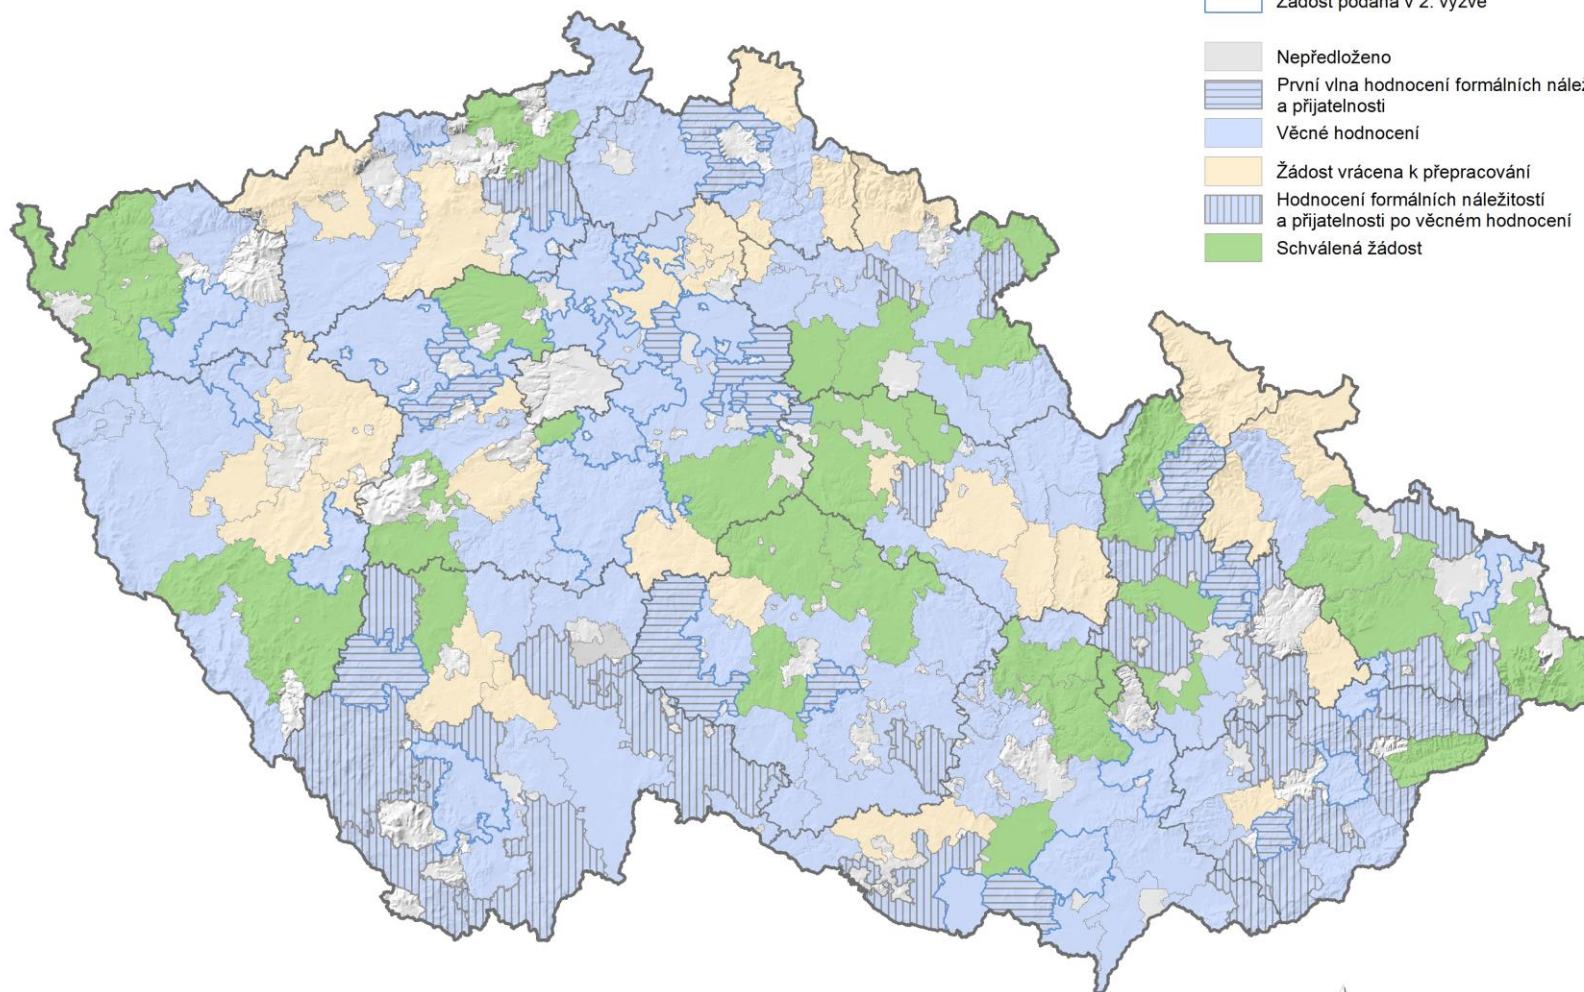 Žádost podaná v 2. výzvě
Nepředloženo
První vlna hodnocení formálních nálež
a přijatelnosti
Věcné hodnocení
Žádost vrácena k přepracování
Hodnocení formálních náležitostí
a přijatelnosti po věcném hodnocení
Schválená žádost